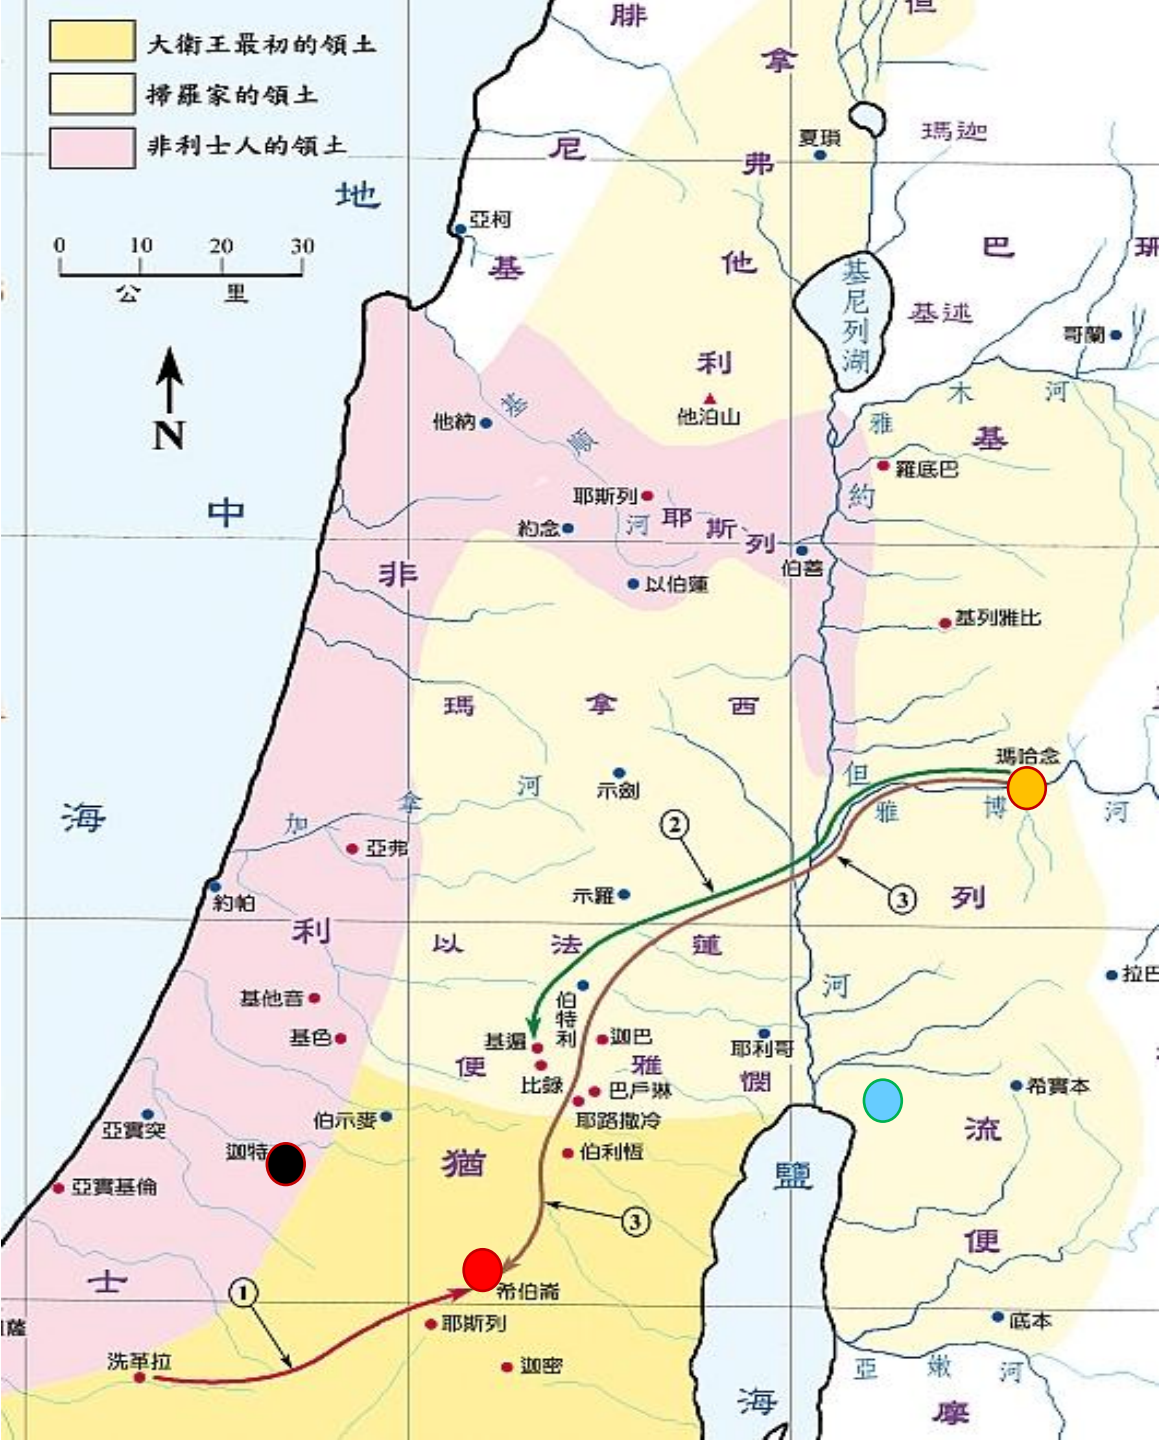 大衛王最初的領土
掃羅家的領土
非利士人的領土
0 10 20 30
公里
N
地
中
海
腓
尼
基
但
拿
弗
他
利
夏瑣
瑪迦
亞柯
巴
珊
基述
基尼列湖
哥蘭
雅
木
河
基
他泊山
他納
基
順
河
羅底巴
約
耶斯列
耶
斯
列
約念
伯善
以伯蓮
非
基列雅比
瑪
拿
西
瑪哈念
但
雅
博
河
示劍
河
拿
加
亞弗
②
③
示羅
列
約帕
利
以
法
蓮
拉巴
河
基他音
伯特利
基色
基遍
迦巴
耶利哥
便
雅
憫
比錄
巴戶琳
希實本
耶路撒冷
伯示麥
亞實突
流
迦特
伯利恆
猶
鹽
亞實基倫
③
便
士
①
希伯崙
薩
耶斯列
底本
洗革拉
迦密
亞
嫩
河
海
摩